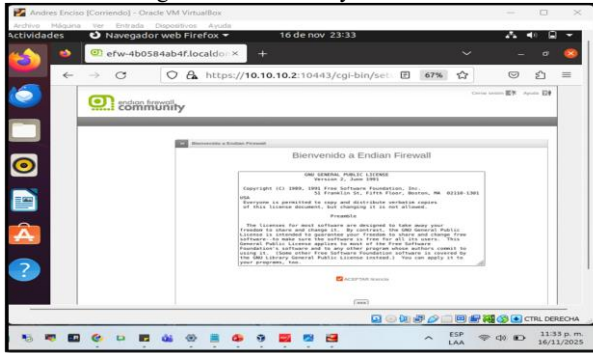 Andres Enciso [Corriendo] - Oracle VM VirtualBox
Archivo Máquina Ver Entrada Dispositivos Ayuda
Actividades Navegador web Firefox 16 de nov 23:33
efw-4b0584ab4f.localdo
https://10.10.10.2:10443/cgi-bin/set 67%
Cerrar sesión Ayuda
endian firewall
community
Bienvenido a Endian Firewall
Bienvenido a Endian Firewall
GNU GENERAL PUBLIC LICENSE
Version 2, June 1991
Copyright (C) 1989, 1991 Free Software Foundation, Inc.
51 Franklin St, Fifth Floor, Boston, MA 02110-1301
USA
Everyone is permitted to copy and distribute verbatim copies
of this license document, but changing it is not allowed.
Preamble
The licenses for most software are designed to take away your
freedom to share and change it. By contrast, the GNU General Public
License is intended to guarantee your freedom to share and change free
software--to make sure the software is free for all its users. This
General Public License applies to most of the Free Software
Foundation's software and to any other program whose authors commit to
using it. (Some other Free Software Foundation software is covered by
the GNU Library General Public License instead.) You can apply it to
your programs, too.
ACEPTAR licencia
>>>
CTRL DERECHA
ESP 11:33 p. m.
LAA 16/11/2025